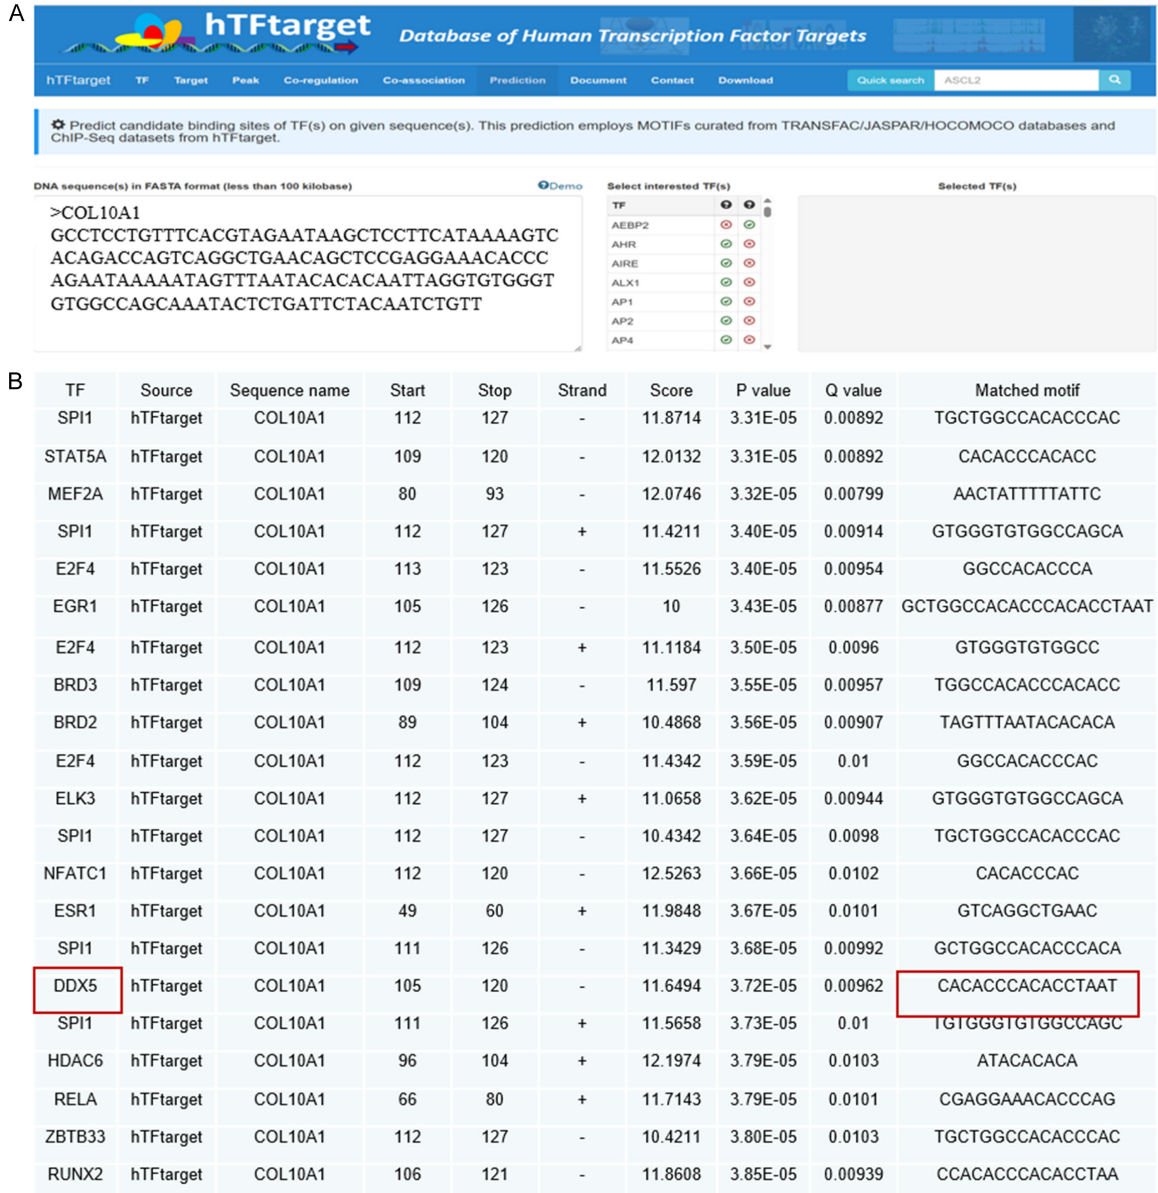 A
hTFtarget
Database of Human Transcription Factor Targets
hTFtarget TF Target Peak Co-regulation Co-association Prediction Document Contact Download Quick search ASCL2
Predict candidate binding sites of TF(s) on given sequence(s). This prediction employs MOTIFs curated from TRANSFAC/JASPAR/HOCOMOCO databases and
ChIP-Seq datasets from hTFtarget.
DNA sequence(s) in FASTA format (less than 100 kilobase) Demo Select interested TF(s) Selected TF(s)
>COL10A1
GCCTCCTGTTTCACGTAGAATAAGCTCCTTCATAAAAGTC
ACAGACCAGTCAGGCTGAACAGCTCCGAGGAAACACCC
AGAATAAAAATAGTTTAATACACACAATTAGGTGTGGGT
GTGGCCAGCAAATACTCTGATTCTACAATCTGTT
TF
AEBP2
AHR
AIRE
ALX1
AP1
AP2
AP4
B
TF Source Sequence name Start Stop Strand Score P value Q value Matched motif
SPI1 hTFtarget COL10A1 112 127 - 11.8714 3.31E-05 0.00892 TGCTGGCCACACCCAC
STAT5A hTFtarget COL10A1 109 120 - 12.0132 3.31E-05 0.00892 CACACCCACACC
MEF2A hTFtarget COL10A1 80 93 - 12.0746 3.32E-05 0.00799 AACTATTTTTATTC
SPI1 hTFtarget COL10A1 112 127 + 11.4211 3.40E-05 0.00914 GTGGGTGTGGCCAGCA
E2F4 hTFtarget COL10A1 113 123 - 11.5526 3.40E-05 0.00954 GGCCACACCCA
EGR1 hTFtarget COL10A1 105 126 - 10 3.43E-05 0.00877 GCTGGCCACACCCACACCTAAT
E2F4 hTFtarget COL10A1 112 123 + 11.1184 3.50E-05 0.0096 GTGGGTGTGGCC
BRD3 hTFtarget COL10A1 109 124 - 11.597 3.55E-05 0.00957 TGGCCACACCCACACC
BRD2 hTFtarget COL10A1 89 104 + 10.4868 3.56E-05 0.00907 TAGTTTAATACACACA
E2F4 hTFtarget COL10A1 112 123 - 11.4342 3.59E-05 0.01 GGCCACACCCAC
ELK3 hTFtarget COL10A1 112 127 + 11.0658 3.62E-05 0.00944 GTGGGTGTGGCCAGCA
SPI1 hTFtarget COL10A1 112 127 - 10.4342 3.64E-05 0.0098 TGCTGGCCACACCCAC
NFATC1 hTFtarget COL10A1 112 120 - 12.5263 3.66E-05 0.0102 CACACCCAC
ESR1 hTFtarget COL10A1 49 60 + 11.9848 3.67E-05 0.0101 GTCAGGCTGAAC
SPI1 hTFtarget COL10A1 111 126 - 11.3429 3.68E-05 0.00992 GCTGGCCACACCCACA
DDX5 hTFtarget COL10A1 105 120 - 11.6494 3.72E-05 0.00962 CACACCCACACCTAAT
SPI1 hTFtarget COL10A1 111 126 + 11.5658 3.73E-05 0.01 TGTGGGTGTGGCCAGC
HDAC6 hTFtarget COL10A1 96 104 + 12.1974 3.79E-05 0.0103 ATACACACA
RELA hTFtarget COL10A1 66 80 + 11.7143 3.79E-05 0.0101 CGAGGAAACACCCAG
ZBTB33 hTFtarget COL10A1 112 127 - 10.4211 3.80E-05 0.0103 TGCTGGCCACACCCAC
RUNX2 hTFtarget COL10A1 106 121 - 11.8608 3.85E-05 0.00939 CCACACCCACACCTAA